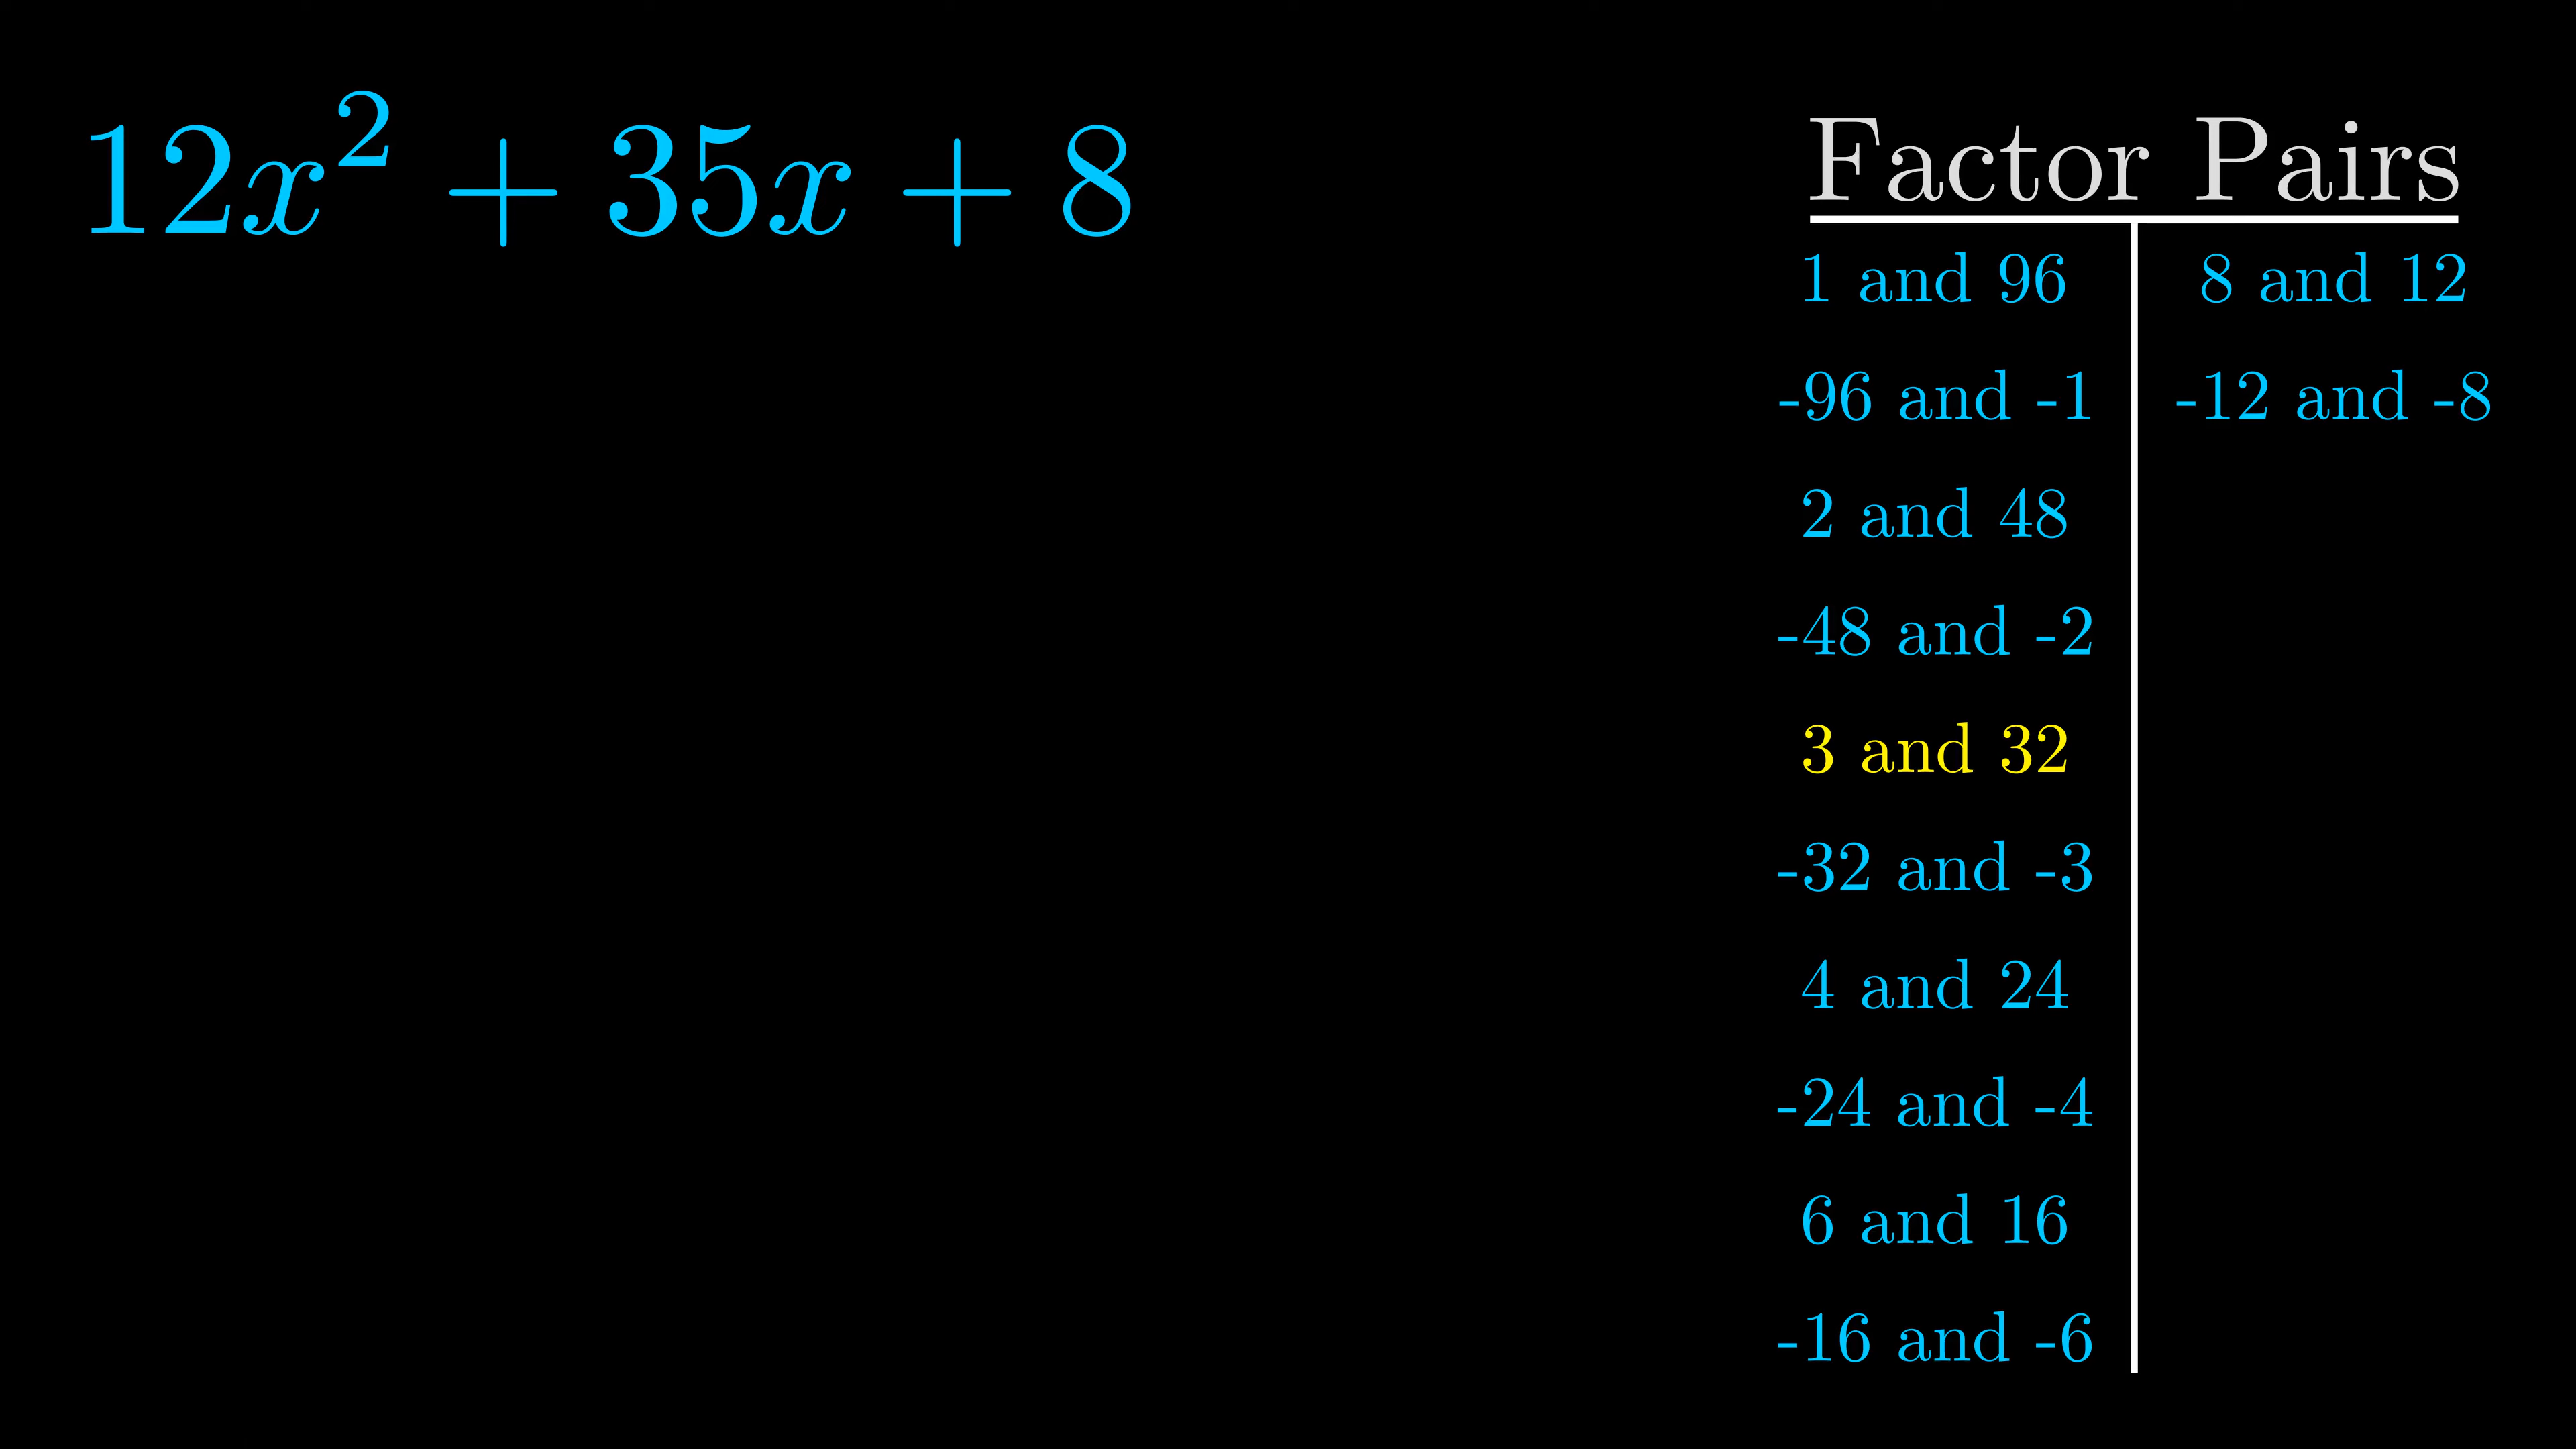 12x² + 35x + 8
Factor Pairs
1 and 96
-96 and -1
2 and 48
-48 and -2
3 and 32
-32 and -3
4 and 24
-24 and -4
6 and 16
-16 and -6
8 and 12
-12 and -8